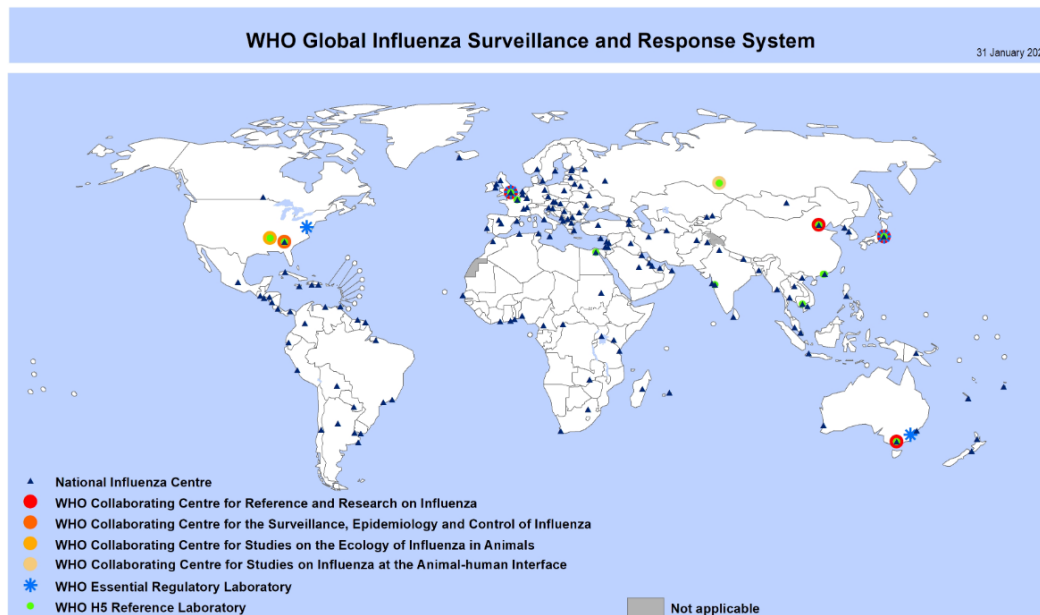 WHO Global Influenza Surveillance and Response System
31 January 202
National Influenza Centre
WHO Collaborating Centre for Reference and Research on Influenza
WHO Collaborating Centre for the Surveillance, Epidemiology and Control of Influenza
WHO Collaborating Centre for Studies on the Ecology of Influenza in Animals
WHO Collaborating Centre for Studies on Influenza at the Animal-human Interface
WHO Essential Regulatory Laboratory
WHO H5 Reference Laboratory
Not applicable